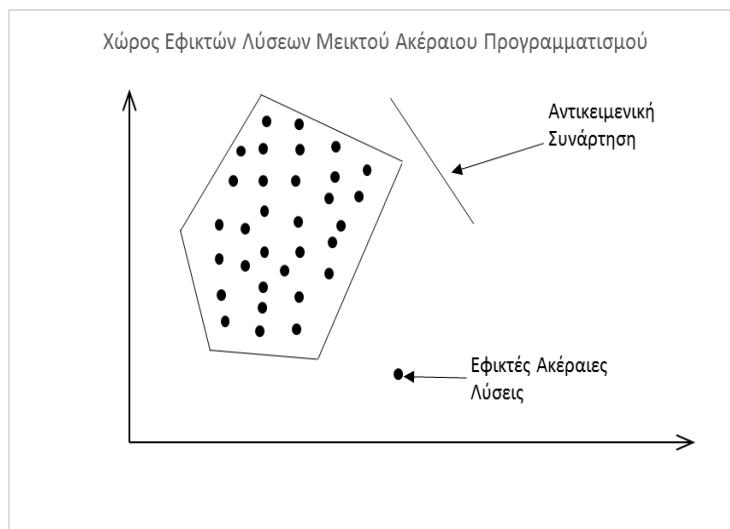 Χώρος Εφικτών Λύσεων Μεικτού Ακέραιου Προγραμματισμού
Αντικειμενική
Συνάρτηση
Εφικτές Ακέραιες
Λύσεις